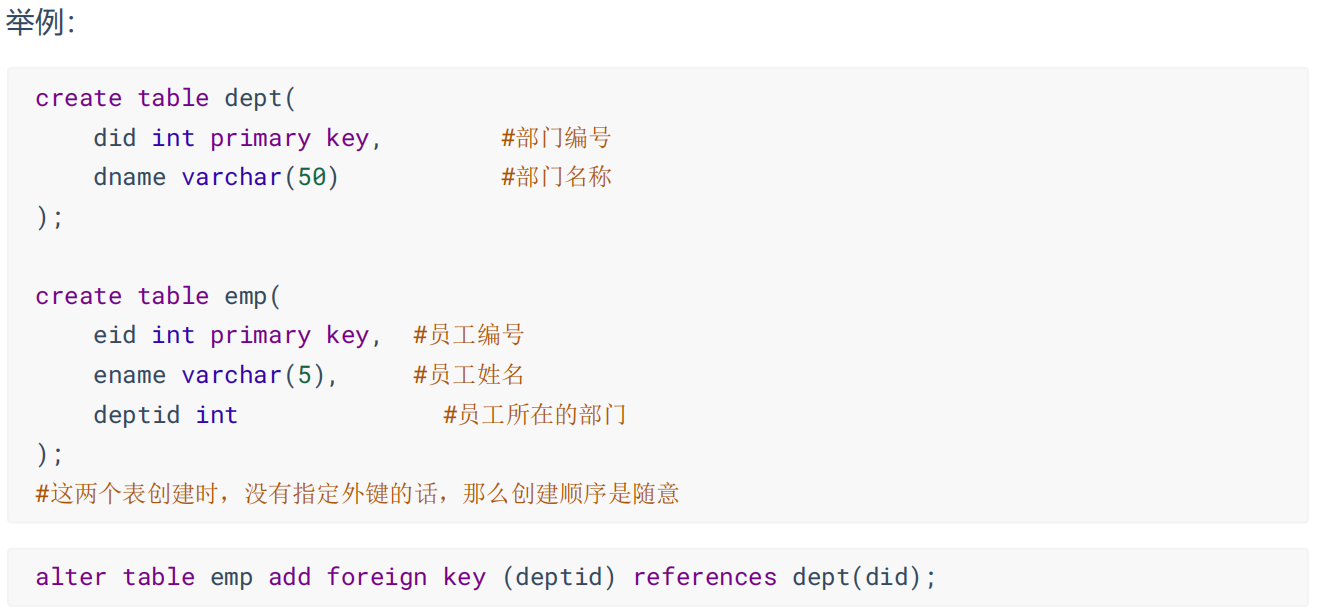 举例：
create table dept(
    did int primary key,        #部门编号
    dname varchar(50)           #部门名称
);
create table emp(
    eid int primary key,  #员工编号
    ename varchar(5),     #员工姓名
    deptid int              #员工所在的部门
);
#这两个表创建时，没有指定外键的话，那么创建顺序是随意
alter table emp add foreign key (deptid) references dept(did);